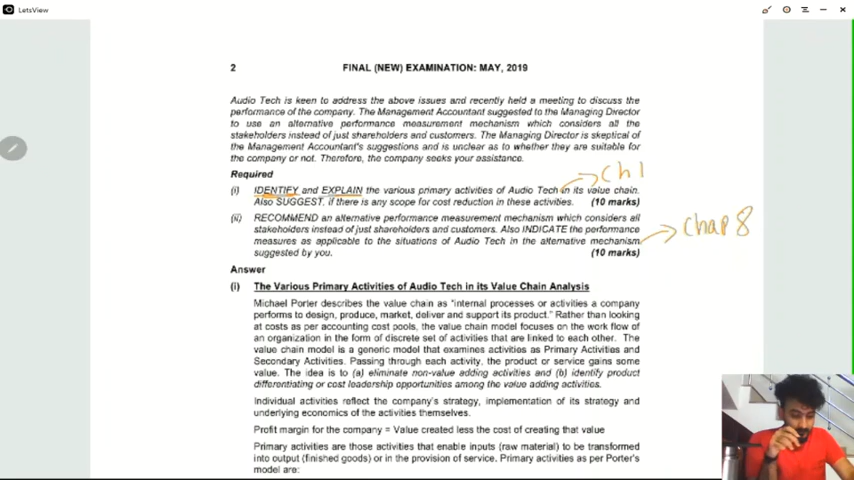 LetsView
2 FINAL (NEW) EXAMINATION: MAY, 2019
Audio Tech is keen to address the above issues and recently held a meeting to discuss the
performance of the company. The Management Accountant suggested to the Managing Director
to use an alternative performance measurement mechanism which considers all the
stakeholders instead of just shareholders and customers. The Managing Director is skeptical of
the Management Accountant's suggestions and is unclear as to whether they are suitable for
the company or not. Therefore, the company seeks your assistance.
Ch 1
Required
(i) IDENTIFY and EXPLAIN the various primary activities of Audio Tech in its value chain.
Also SUGGEST, if there is any scope for cost reduction in these activities. (10 marks)
(ii) RECOMMEND an alternative performance measurement mechanism which considers all
stakeholders instead of just shareholders and customers. Also INDICATE the performance
Chap 8
measures as applicable to the situations of Audio Tech in the alternative mechanism
suggested by you. (10 marks)
Answer
(i) The Various Primary Activities of Audio Tech in its Value Chain Analysis
Michael Porter describes the value chain as "internal processes or activities a company
performs to design, produce, market, deliver and support its product." Rather than looking
at costs as per accounting cost pools, the value chain model focuses on the work flow of
an organization in the form of discrete set of activities that are linked to each other. The
value chain model is a generic model that examines activities as Primary Activities and
Secondary Activities. Passing through each activity, the product or service gains some
value. The idea is to (a) eliminate non-value adding activities and (b) identify product
differentiating or cost leadership opportunities among the value adding activities.
Individual activities reflect the company's strategy, implementation of its strategy and
underlying economics of the activities themselves.
Profit margin for the company = Value created less the cost of creating that value
Primary activities are those activities that enable inputs (raw material) to be transformed
into output (finished goods) or in the provision of service. Primary activities as per Porter's
model are: